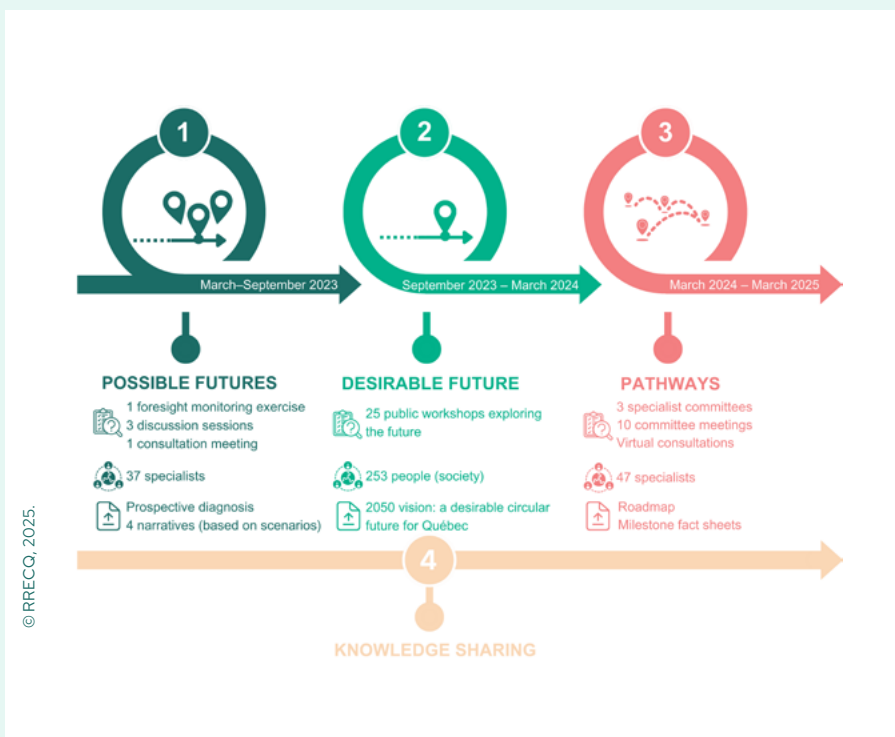 1
March–September 2023
POSSIBLE FUTURES
1 foresight monitoring exercise
3 discussion sessions
1 consultation meeting
37 specialists
Prospective diagnosis
4 narratives (based on scenarios)
2
September 2023 – March 2024
DESIRABLE FUTURE
25 public workshops exploring
the future
253 people (society)
2050 vision: a desirable circular
future for Québec
3
March 2024 – March 2025
PATHWAYS
3 specialist committees
10 committee meetings
Virtual consultations
47 specialists
Roadmap
Milestone fact sheets
4
KNOWLEDGE SHARING
© RRECQ, 2025.